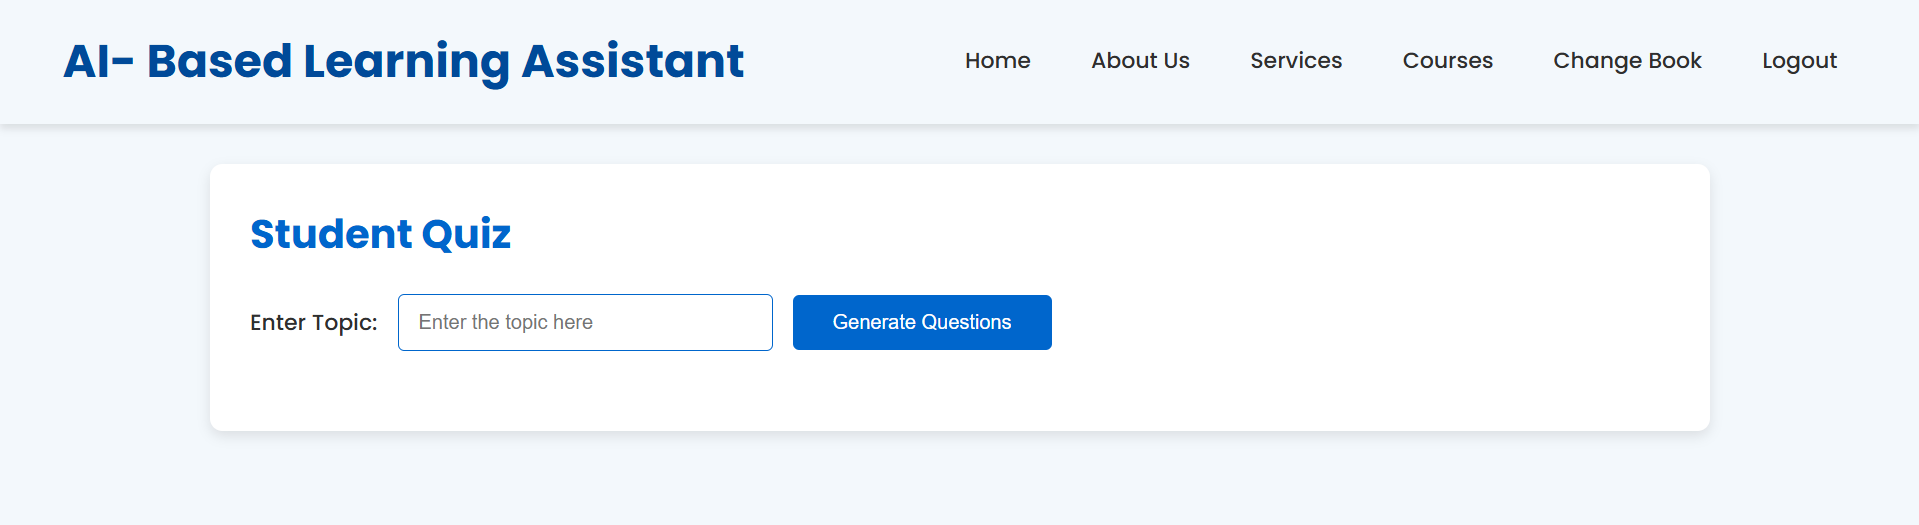 AI- Based Learning Assistant
Home About Us Services Courses Change Book Logout
Student Quiz
Enter Topic: Enter the topic here Generate Questions